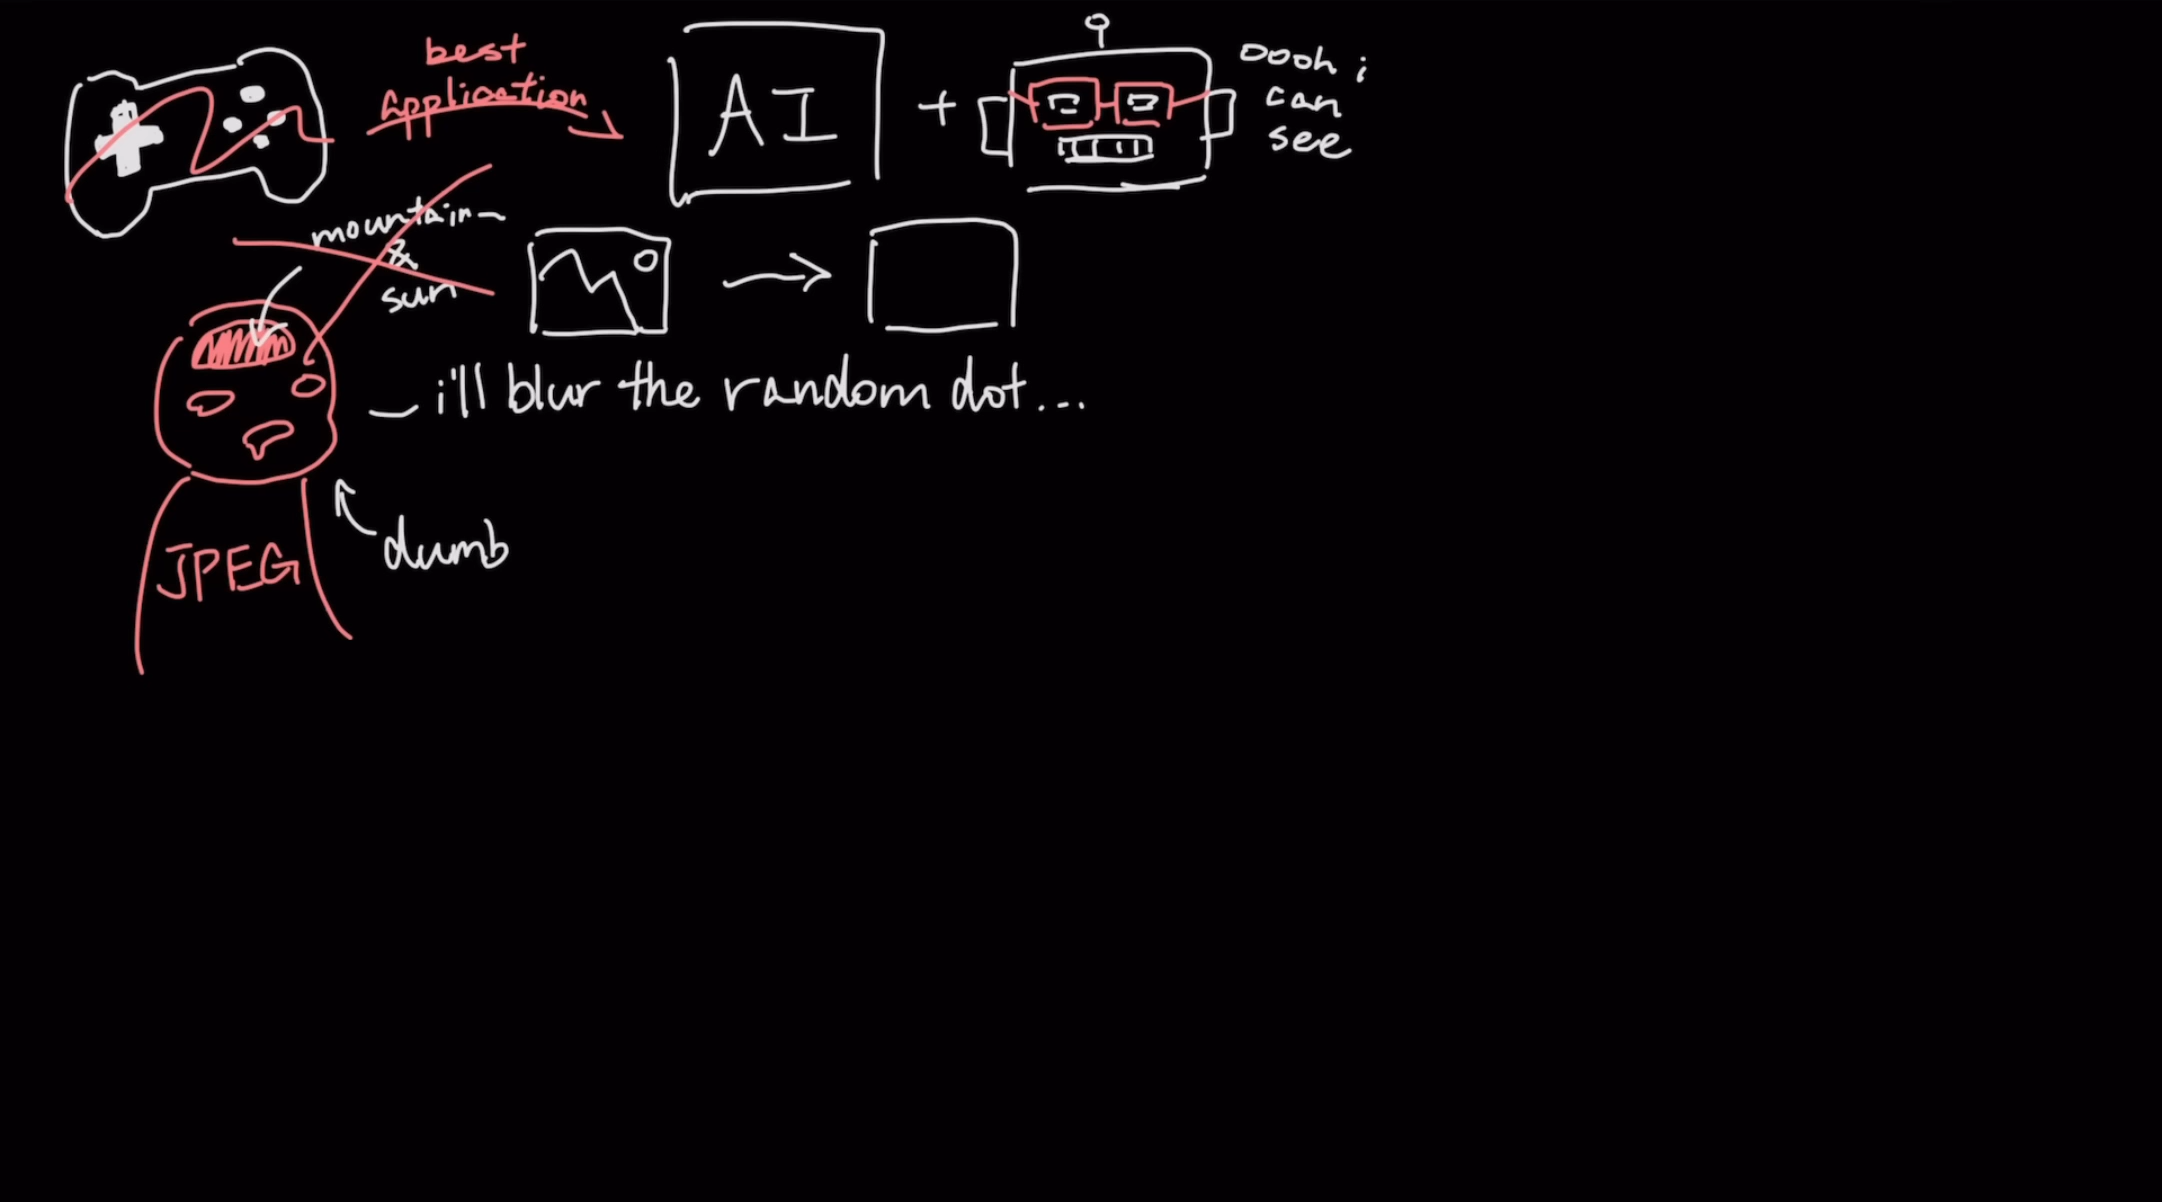 best
application
AI
+
oooh i
can
see
mountain
&
sun
i'll blur the random dot...
dumb
JPEG